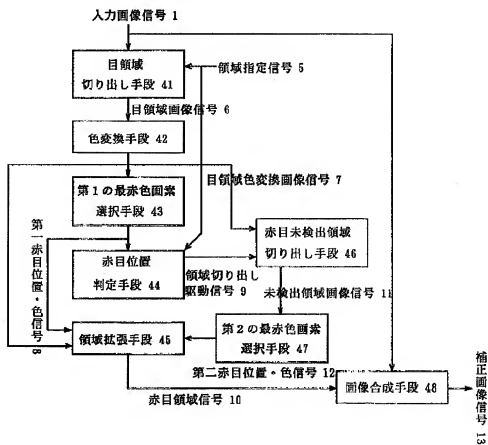 入力画像信号 1
目領域
切り出し手段 41
領域指定信号 5
目領域画像信号 6
色変換手段 42
目領域色変換画像信号 7
第1の最赤色画素
選択手段 43
赤目未検出領域
切り出し手段 46
赤目位置
判定手段 44
領域切り出し
駆動信号 9
未検出領域画像信号 11
第一赤目位置・色信号 8
領域拡張手段 45
第2の最赤色画素
選択手段 47
第二赤目位置・色信号 12
画像合成手段 48
赤目領域信号 10
補正画像信号 13